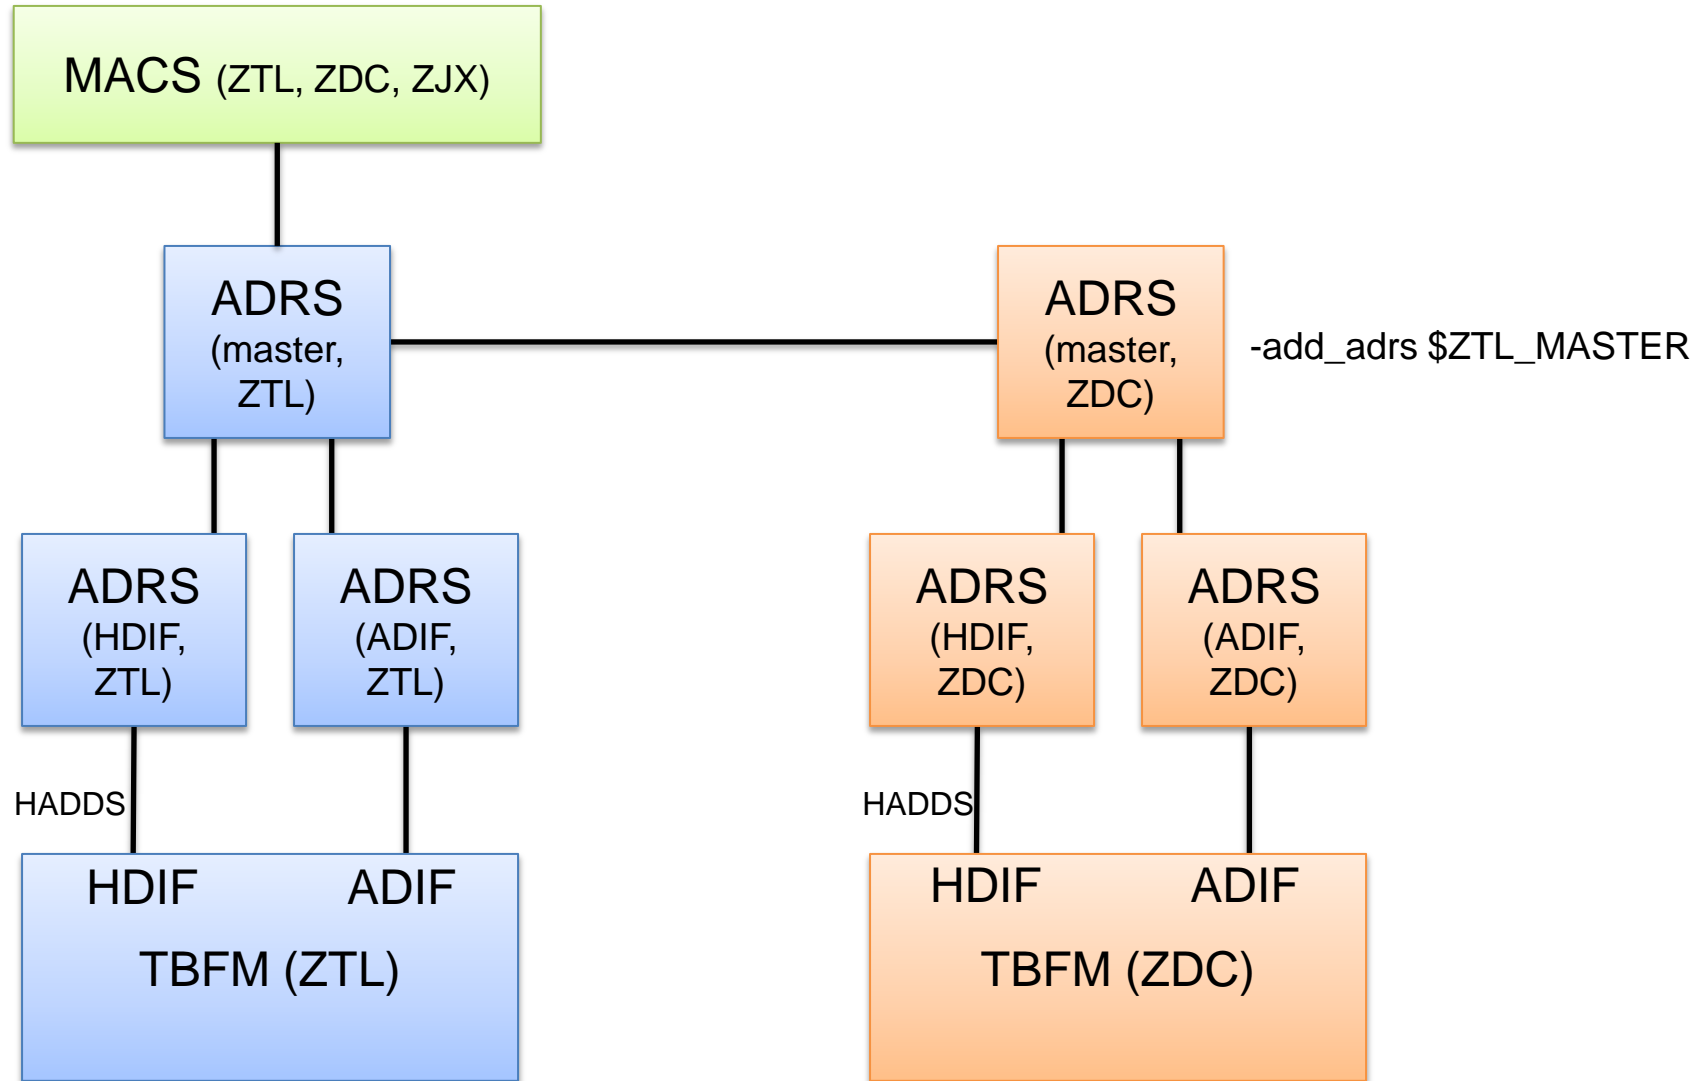 MACS (ZTL, ZDC, ZJX)
ADRS
(master,
ZTL)
ADRS
(master,
ZDC)
-add_adrs $ZTL_MASTER
ADRS
(HDIF,
ZTL)
ADRS
(ADIF,
ZTL)
ADRS
(HDIF,
ZDC)
ADRS
(ADIF,
ZDC)
HADDS
HADDS
HDIF ADIF
TBFM (ZTL)
HDIF ADIF
TBFM (ZDC)